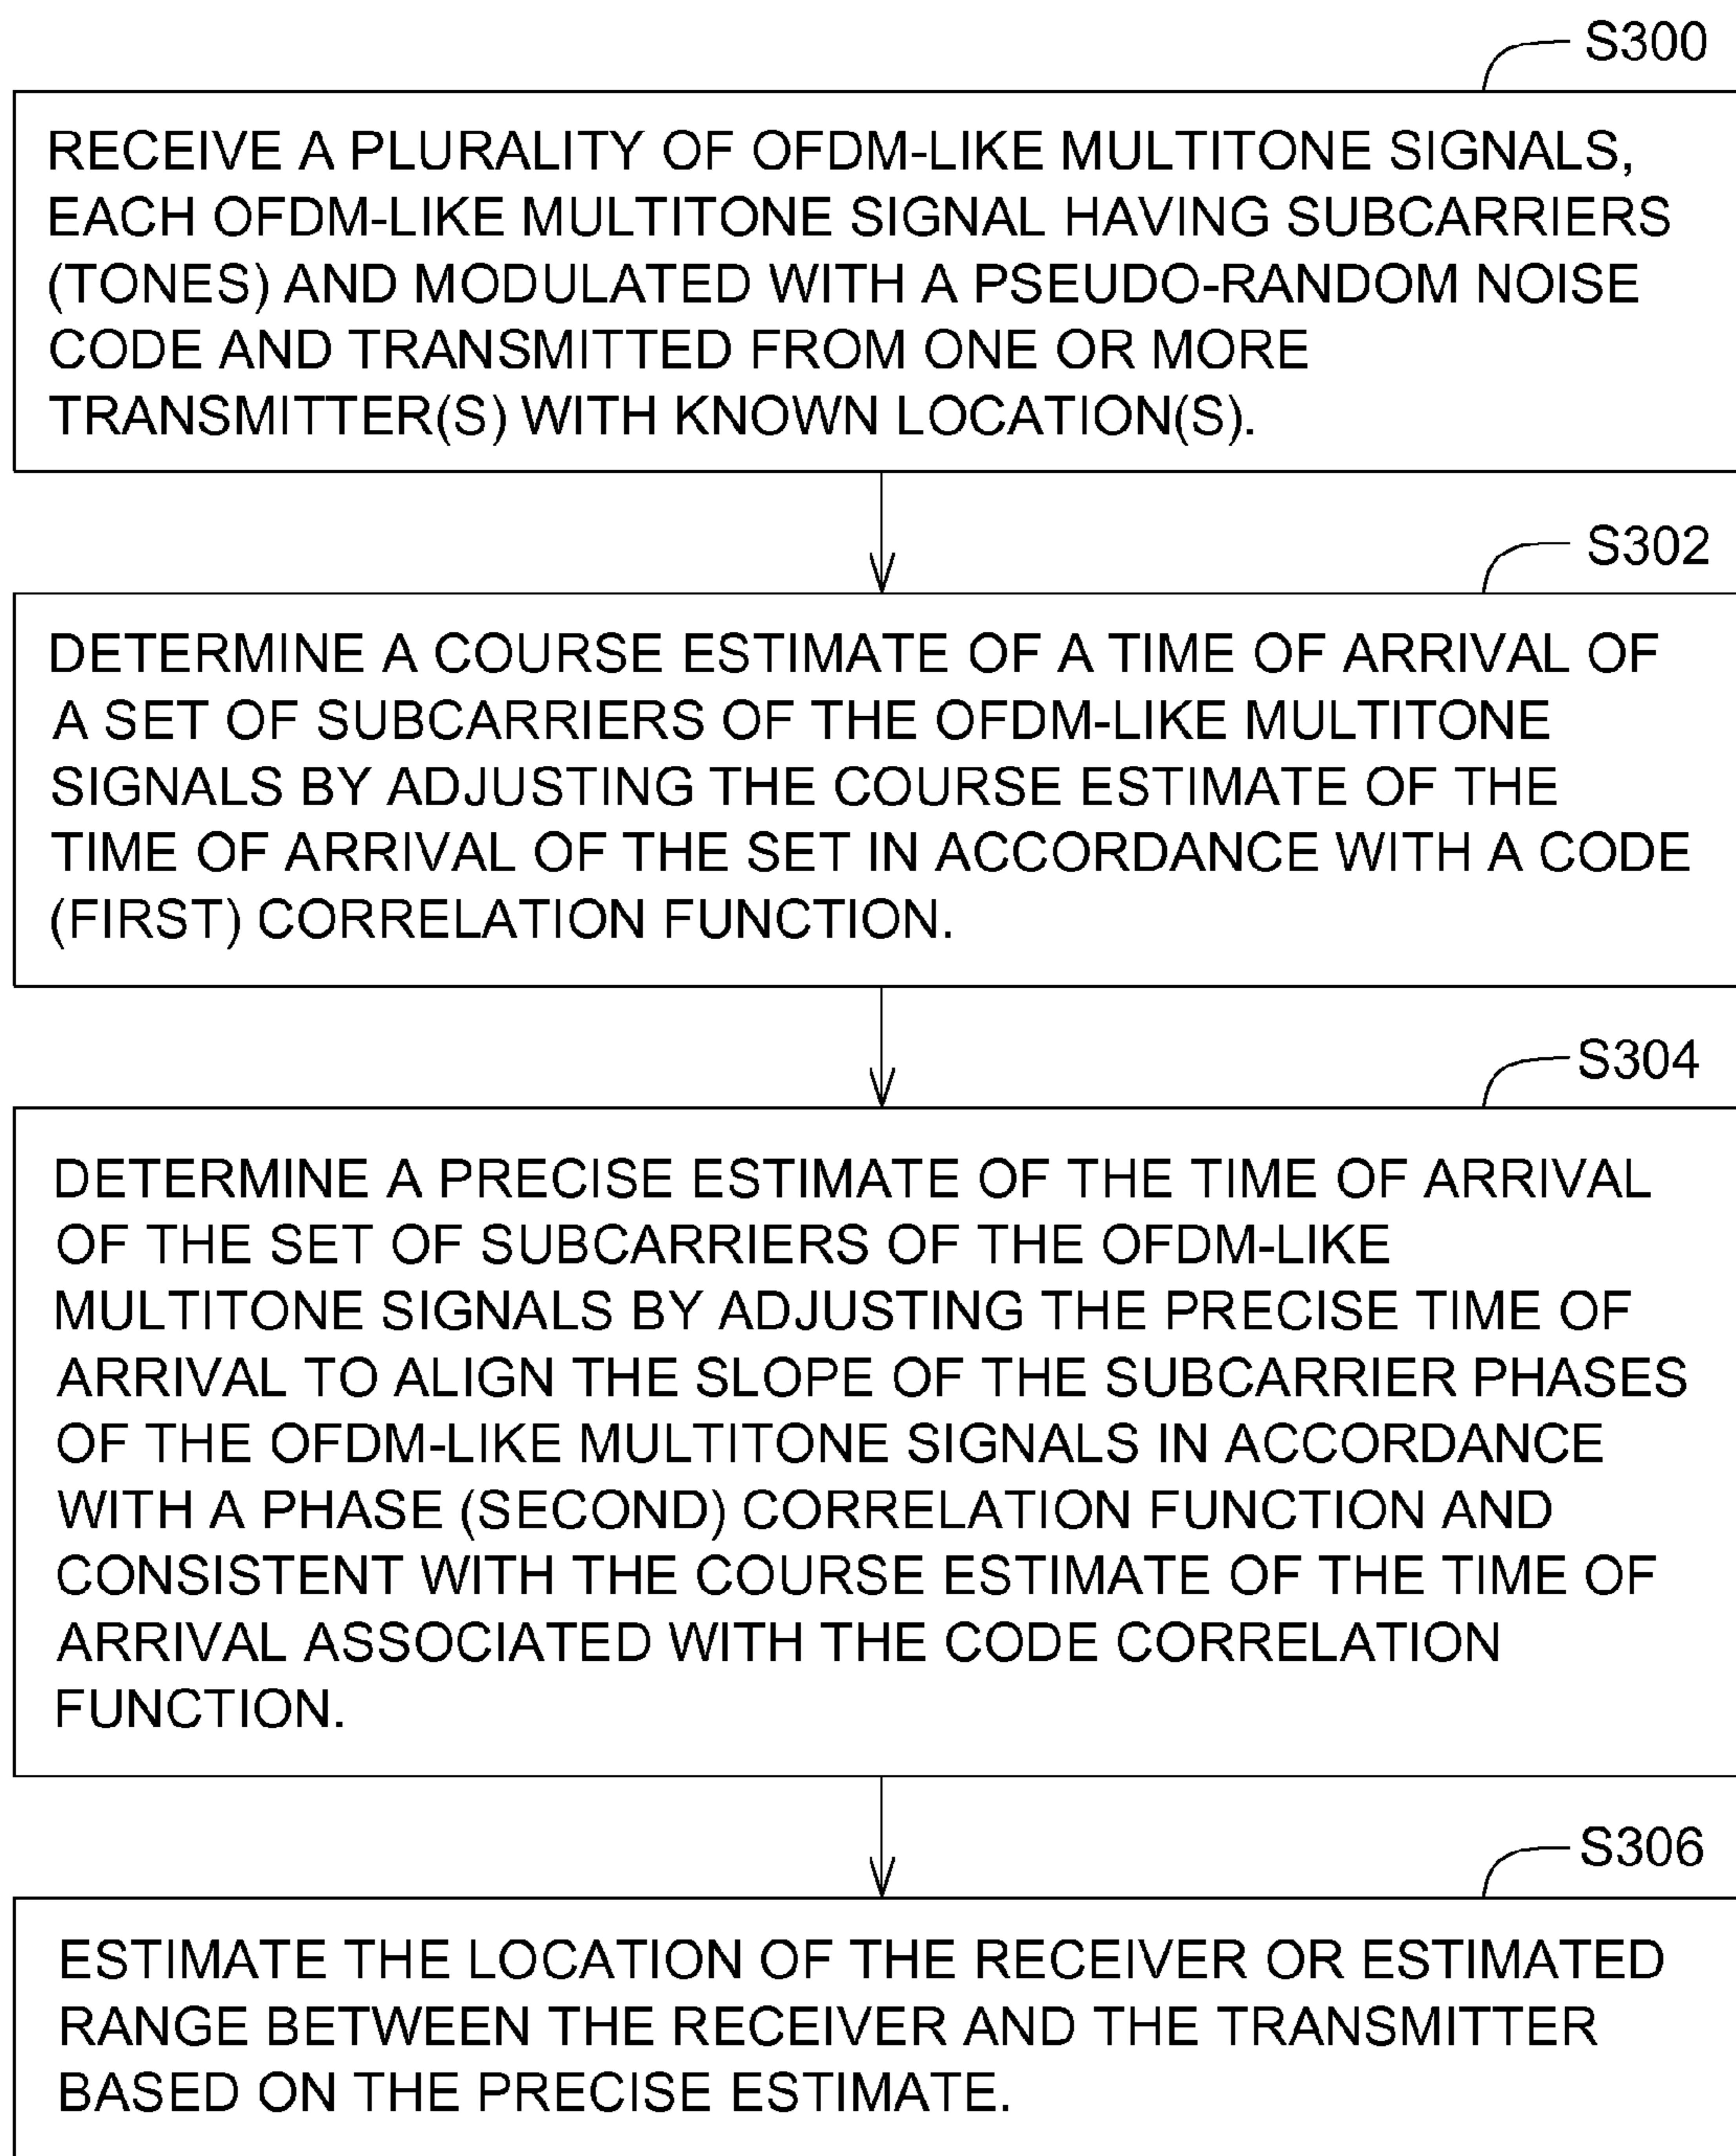 S300
RECEIVE A PLURALITY OF OFDM-LIKE MULTITONE SIGNALS,
EACH OFDM-LIKE MULTITONE SIGNAL HAVING SUBCARRIERS
(TONES) AND MODULATED WITH A PSEUDO-RANDOM NOISE
CODE AND TRANSMITTED FROM ONE OR MORE
TRANSMITTER(S) WITH KNOWN LOCATION(S).
S302
DETERMINE A COURSE ESTIMATE OF A TIME OF ARRIVAL OF
A SET OF SUBCARRIERS OF THE OFDM-LIKE MULTITONE
SIGNALS BY ADJUSTING THE COURSE ESTIMATE OF THE
TIME OF ARRIVAL OF THE SET IN ACCORDANCE WITH A CODE
(FIRST) CORRELATION FUNCTION.
S304
DETERMINE A PRECISE ESTIMATE OF THE TIME OF ARRIVAL
OF THE SET OF SUBCARRIERS OF THE OFDM-LIKE
MULTITONE SIGNALS BY ADJUSTING THE PRECISE TIME OF
ARRIVAL TO ALIGN THE SLOPE OF THE SUBCARRIER PHASES
OF THE OFDM-LIKE MULTITONE SIGNALS IN ACCORDANCE
WITH A PHASE (SECOND) CORRELATION FUNCTION AND
CONSISTENT WITH THE COURSE ESTIMATE OF THE TIME OF
ARRIVAL ASSOCIATED WITH THE CODE CORRELATION
FUNCTION.
S306
ESTIMATE THE LOCATION OF THE RECEIVER OR ESTIMATED
RANGE BETWEEN THE RECEIVER AND THE TRANSMITTER
BASED ON THE PRECISE ESTIMATE.